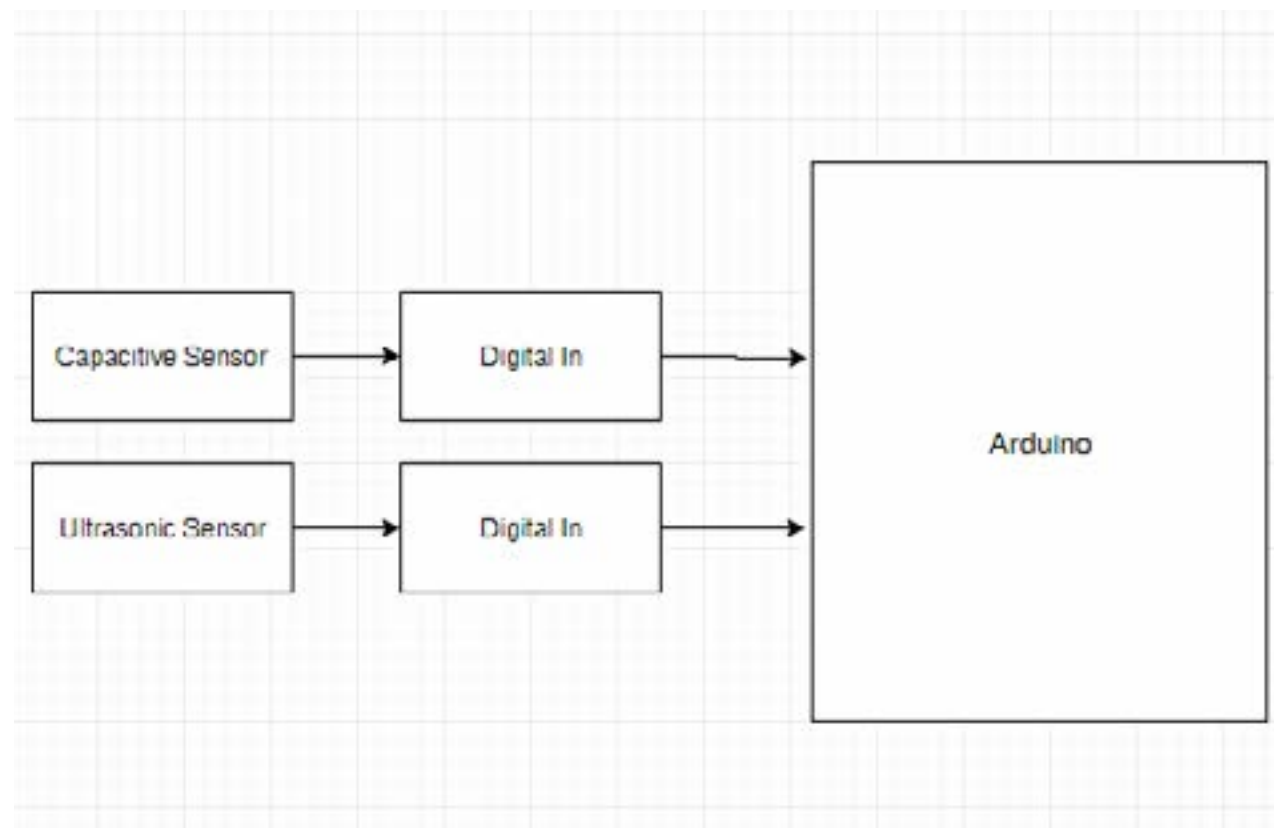 Capacitive Sensor
Digital In
Ultrasonic Sensor
Digital In
Arduino